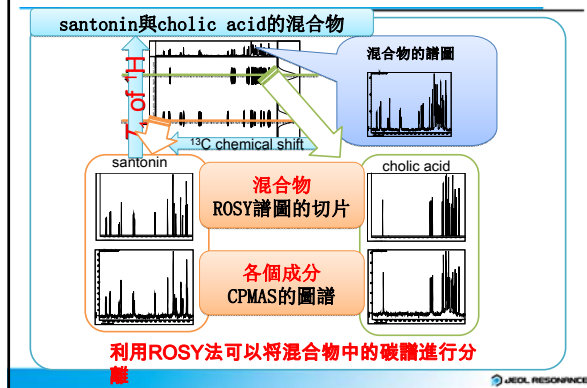 santonin與cholic acid的混合物
混合物的譜圖
T₁ of ¹H
¹³C chemical shift
santonin
cholic acid
混合物
ROSY譜圖的切片
各個成分
CPMAS的圖譜
利用ROSY法可以将混合物中的碳譜進行分
離
JEOL RESONANCE